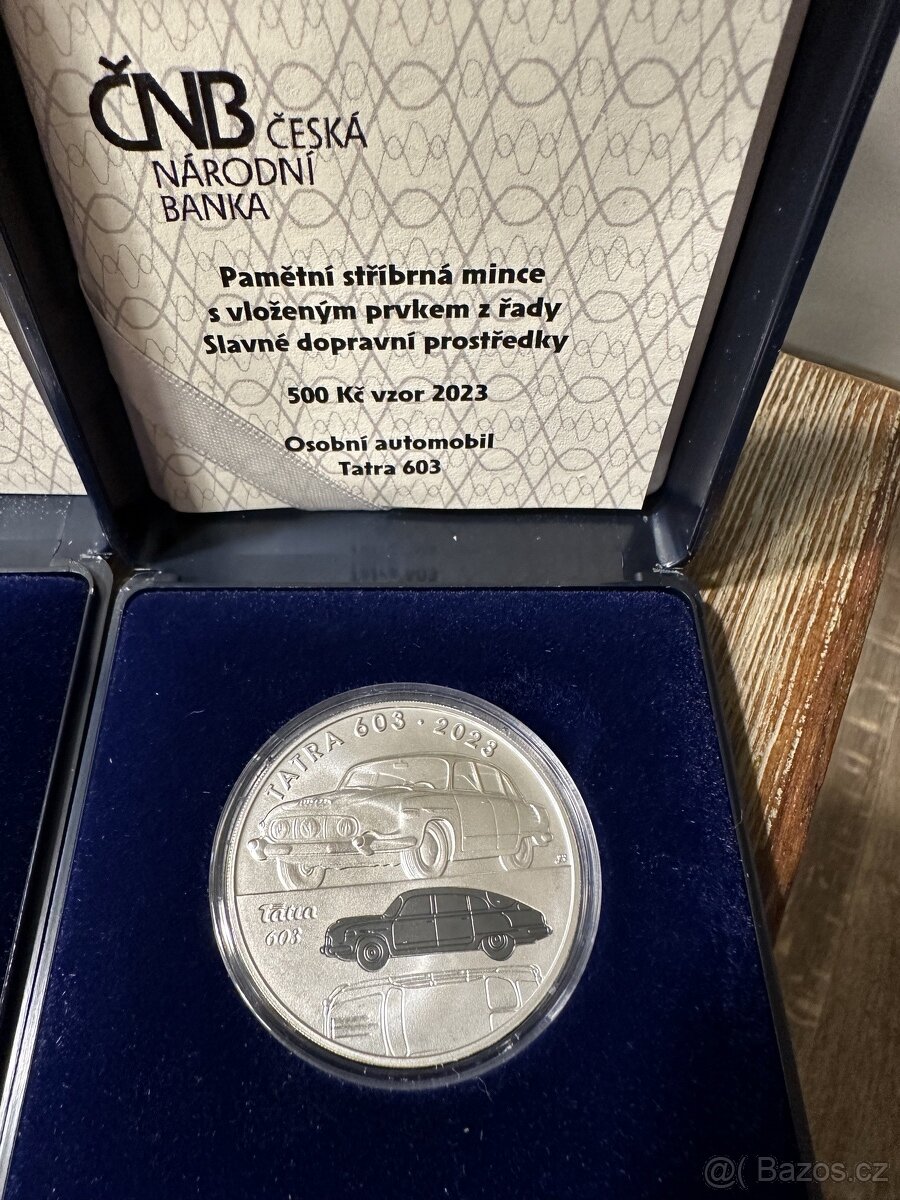 ČNB ČESKÁ
NÁRODNÍ
BANKA
Pamětní stříbrná mince
s vloženým prvkem z řady
Slavné dopravní prostředky
500 Kč vzor 2023
Osobní automobil
Tatra 603
TATRA 603 · 2023
Tatra
603
@( Bazos.cz